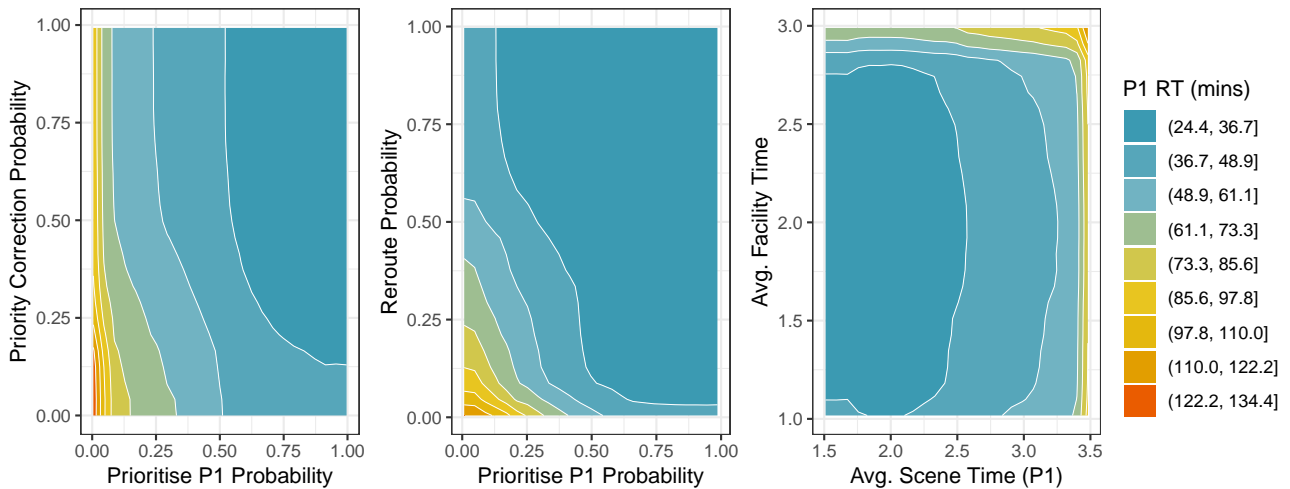 Priority Correction Probability
1.00
0.75
0.50
0.25
0.00
0.00 0.25 0.50 0.75 1.00
Prioritise P1 Probability
Reroute Probability
1.00
0.75
0.50
0.25
0.00
0.00 0.25 0.50 0.75 1.00
Prioritise P1 Probability
Avg. Facility Time
3.0
2.5
2.0
1.5
1.0
1.5 2.0 2.5 3.0 3.5
Avg. Scene Time (P1)
P1 RT (mins)
(24.4, 36.7]
(36.7, 48.9]
(48.9, 61.1]
(61.1, 73.3]
(73.3, 85.6]
(85.6, 97.8]
(97.8, 110.0]
(110.0, 122.2]
(122.2, 134.4]